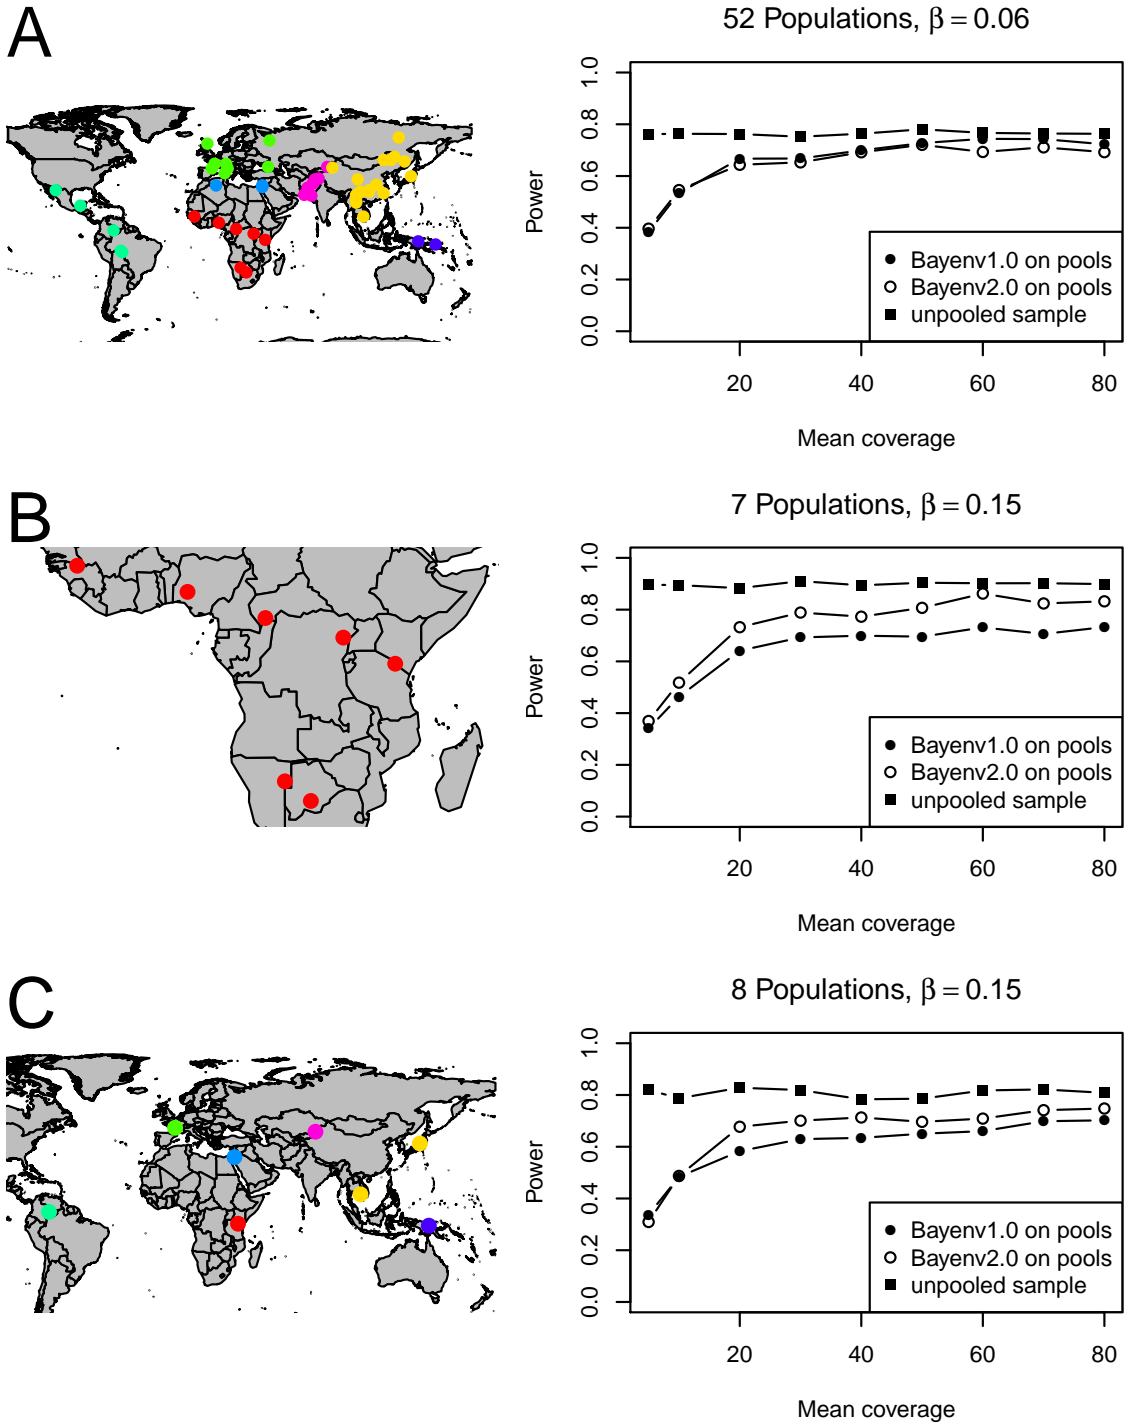 A
52 Populations, β = 0.06
1.0
0.8
0.6
0.4
0.2
0.0
Power
Bayenv1.0 on pools
Bayenv2.0 on pools
unpooled sample
20 40 60 80
Mean coverage
B
7 Populations, β = 0.15
1.0
0.8
0.6
0.4
0.2
0.0
Power
Bayenv1.0 on pools
Bayenv2.0 on pools
unpooled sample
20 40 60 80
Mean coverage
C
8 Populations, β = 0.15
1.0
0.8
0.6
0.4
0.2
0.0
Power
Bayenv1.0 on pools
Bayenv2.0 on pools
unpooled sample
20 40 60 80
Mean coverage